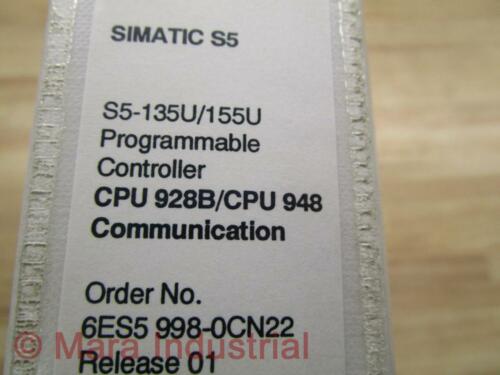 SIMATIC S5
S5-135U/155U
Programmable
Controller
CPU 928B/CPU 948
Communication
Order No.
6ES5 998-0CN22
Release 01
© Mara Industrial